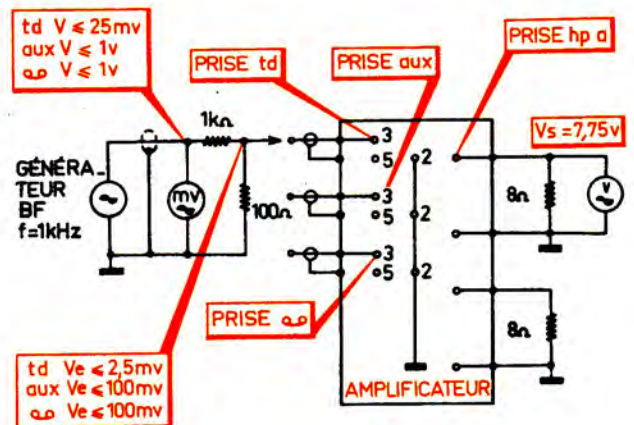 td V ⩽ 25mv
aux V ⩽ 1v
V ⩽ 1v
PRISE td
PRISE aux
PRISE hp a
Vs = 7,75v
1kΩ
GÉNÉRA_
TEUR
BF
f=1kHz
mv
100Ω
3
5
2
3
5
2
3
5
2
8Ω
v
8Ω
PRISE
td Ve ⩽ 2,5mv
aux Ve ⩽ 100mv
Ve ⩽ 100mv
AMPLIFICATEUR